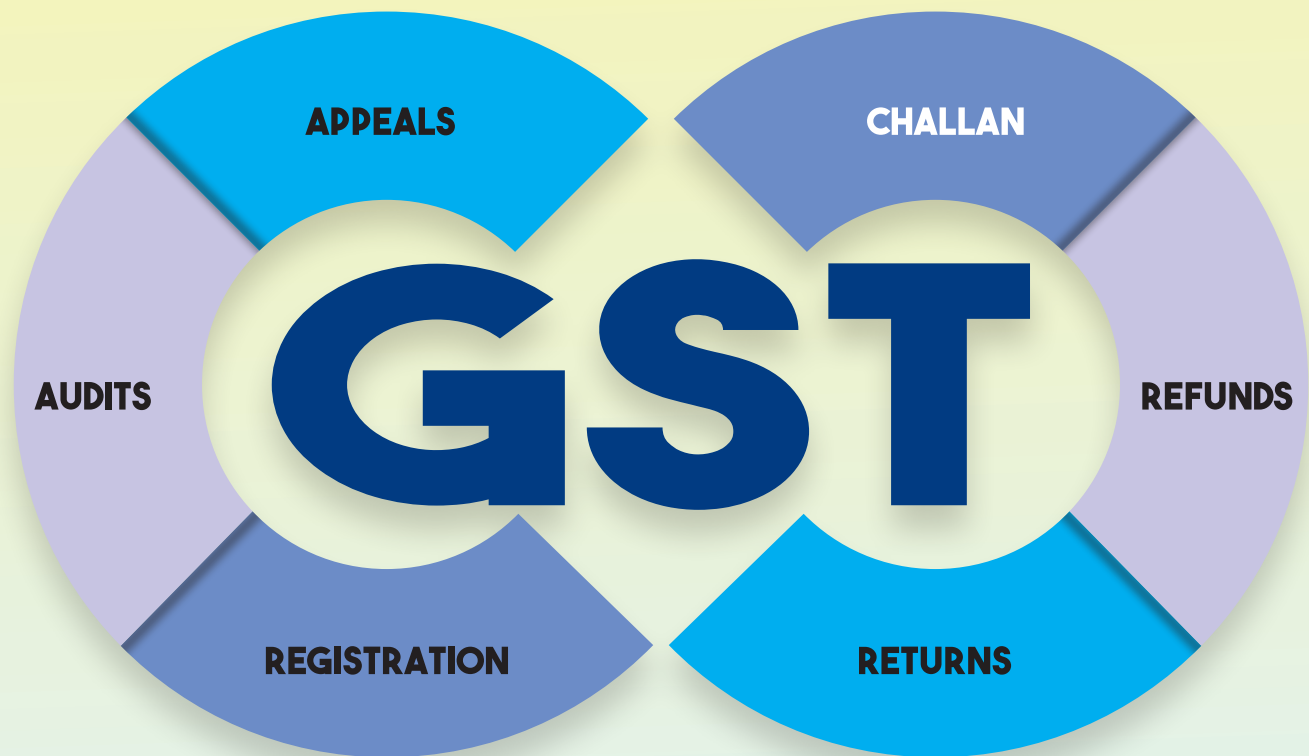 APPEALS
CHALLAN
GST
AUDITS
REFUNDS
REGISTRATION
RETURNS